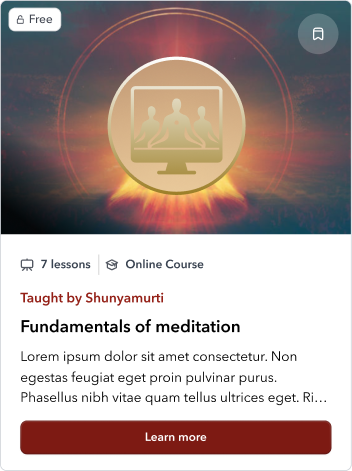 Free
7 lessons
Online Course
Taught by Shunyamurti
Fundamentals of meditation
Lorem ipsum dolor sit amet consectetur. Non
egestas feugiat eget proin pulvinar purus.
Phasellus nibh vitae quam tellus ultrices eget. Ri...
Learn more